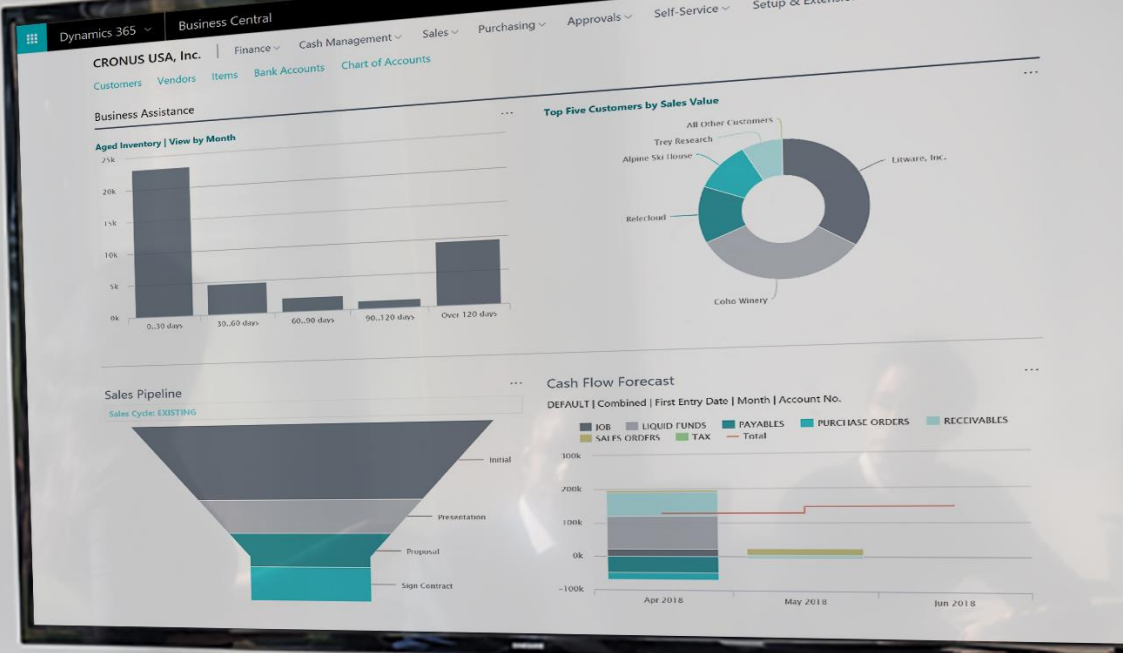 Dynamics 365
Business Central
CRONUS USA, Inc.
Finance
Cash Management
Sales
Purchasing
Approvals
Self-Service
Customers
Vendors
Items
Bank Accounts
Chart of Accounts
Business Assistance
Aged Inventory | View by Month
25k
20k
15k
10k
5k
0k
0..30 days
30..60 days
60..90 days
90..120 days
Over 120 days
Top Five Customers by Sales Value
All Other Customers
Trey Research
Alpine Ski House
Relecloud
Coho Winery
Litware, Inc.
Sales Pipeline
Sales Cycle: EXISTING
Initial
Presentation
Proposal
Sign Contract
Cash Flow Forecast
DEFAULT | Combined | First Entry Date | Month | Account No.
JOB
LIQUID FUNDS
PAYABLES
PURCHASE ORDERS
RECEIVABLES
SALES ORDERS
TAX
Total
300k
200k
100k
0k
-100k
Apr 2018
May 2018
Jun 2018